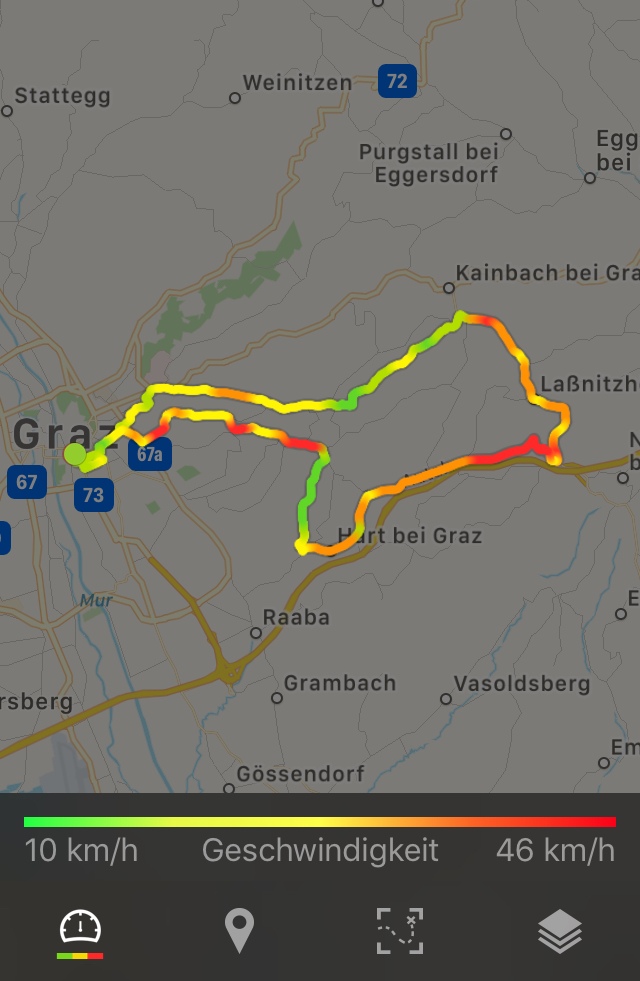 Stattegg
Weinitzen
72
Purgstall bei
Eggersdorf
Egg
bei
Kainbach bei Gra
Laßnitzh
Graz
67a
N
b
67
73
Hart bei Graz
Mur
Raaba
E
Grambach
Vasoldsberg
rsberg
Em
Gössendorf
10 km/h
Geschwindigkeit
46 km/h